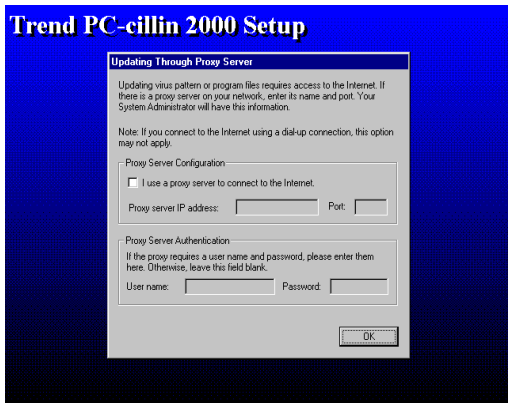 Trend PC-cillin 2000 Setup
Updating Through Proxy Server
Updating virus pattern or program files requires access to the Internet. If
there is a proxy server on your network, enter its name and port. Your
System Administrator will have this information.
Note: If you connect to the Internet using a dial-up connection, this option
may not apply.
Proxy Server Configuration
I use a proxy server to connect to the Internet.
Proxy server IP address: Port:
Proxy Server Authentication
If the proxy requires a user name and password, please enter them
here. Otherwise, leave this field blank.
User name: Password:
OK